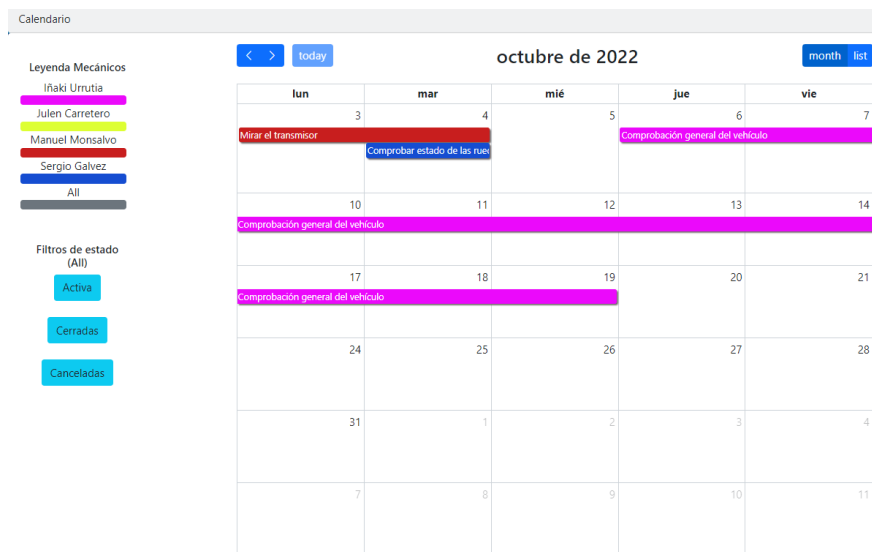 Calendario
Leyenda Mecánicos
Iñaki Urrutia
Julen Carretero
Manuel Monsalvo
Sergio Galvez
All
Filtros de estado
(All)
Activa
Cerradas
Canceladas
today
octubre de 2022
month list
lun mar mié jue vie
3 4 5 6 7
Mirar el transmisor Comprobación general del vehículo
Comprobar estado de las rued
10 11 12 13 14
Comprobación general del vehículo
17 18 19 20 21
Comprobación general del vehículo
24 25 26 27 28
31 1 2 3 4
7 8 9 10 11